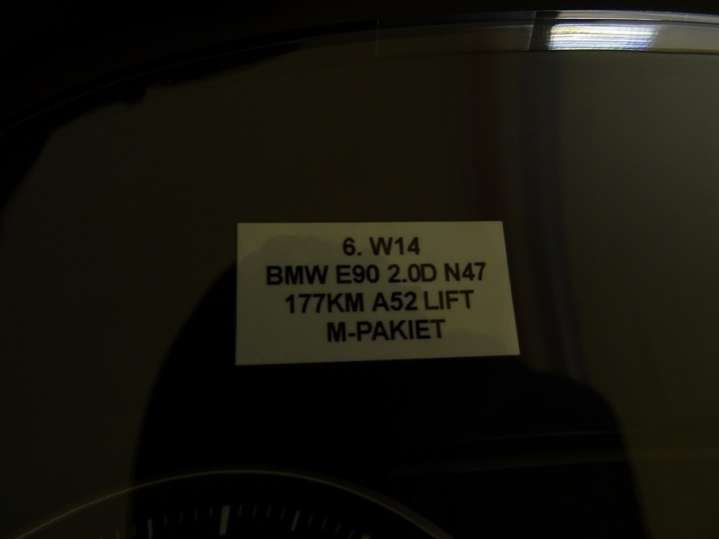 6. W14
BMW E90 2.0D N47
177KM A52 LIFT
M-PAKIET